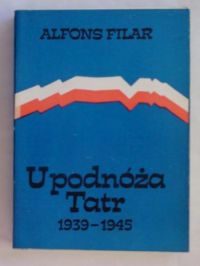 ALFONS FILAR
U podnóża
Tatr
1939-1945